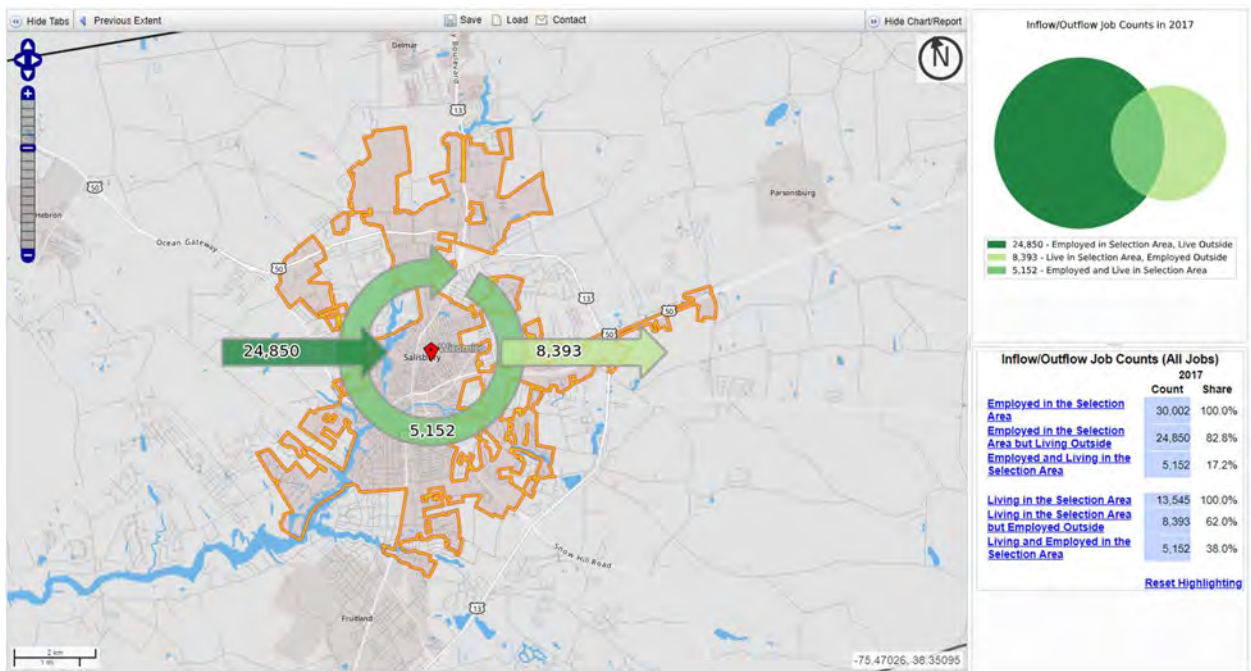 Hide Tabs
Previous Extent
Save
Load
Contact
Hide Chart/Report
Delmar
Boulevard
13
N
50
Hebron
Ocean Gateway
50
Parsonsburg
13
50
50
24,850
Salisbury
8,393
5,152
Snow Hill Road
13
Fruitland
2 km
1 mi
-75.47026, 38.35095
Inflow/Outflow Job Counts in 2017
24,850 - Employed in Selection Area, Live Outside
8,393 - Live in Selection Area, Employed Outside
5,152 - Employed and Live in Selection Area
Inflow/Outflow Job Counts (All Jobs)
2017
Count Share
Employed in the Selection
Area 30,002 100.0%
Employed in the Selection
Area but Living Outside 24,850 82.8%
Employed and Living in the
Selection Area 5,152 17.2%
Living in the Selection Area 13,545 100.0%
Living in the Selection Area
but Employed Outside 8,393 62.0%
Living and Employed in the
Selection Area 5,152 38.0%
Reset Highlighting